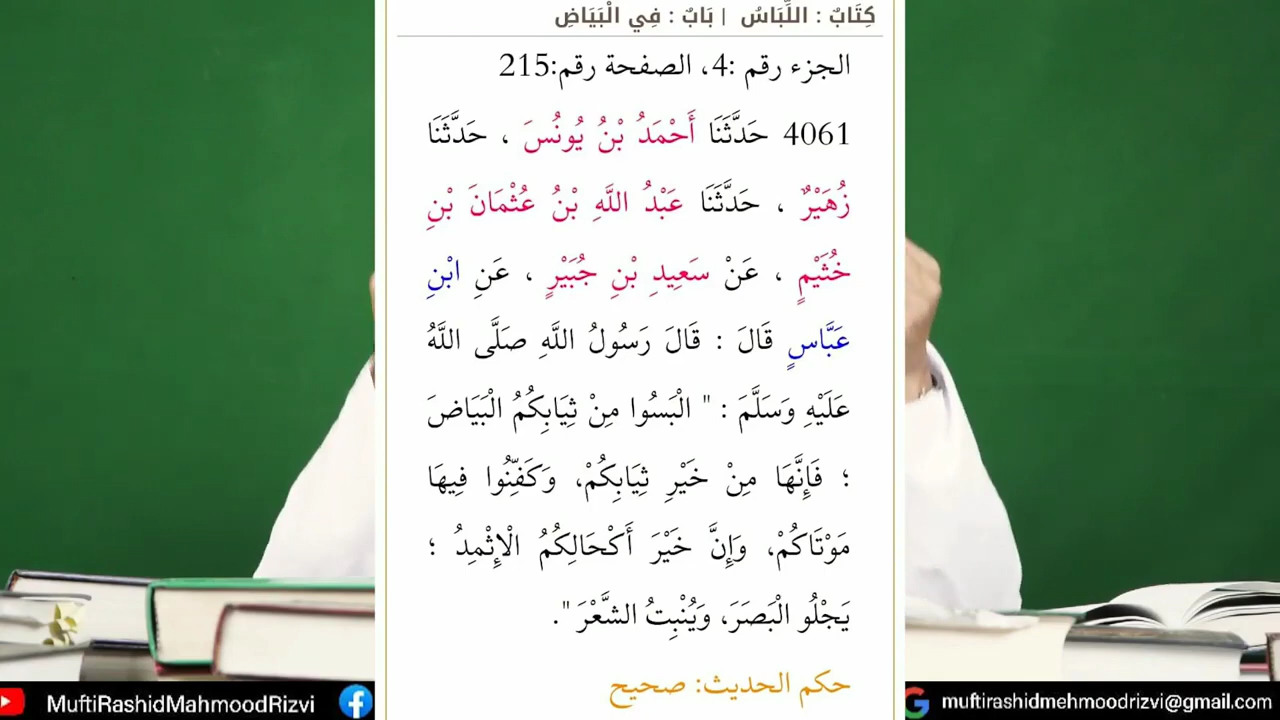 كِتَابٌ : اللِّبَاسُ | بَابٌ : فِي الْبَيَاضِ
الجزء رقم :4، الصفحة رقم:215
4061 حَدَّثَنَا أَحْمَدُ بْنُ يُونُسَ ، حَدَّثَنَا
زُهَيْرٌ ، حَدَّثَنَا عَبْدُ اللَّهِ بْنُ عُثْمَانَ بْنِ
خُثَيْمٍ ، عَنْ سَعِيدِ بْنِ جُبَيْرٍ ، عَنِ ابْنِ
عَبَّاسٍ قَالَ : قَالَ رَسُولُ اللَّهِ صَلَّى اللَّهُ
عَلَيْهِ وَسَلَّمَ : " الْبَسُوا مِنْ ثِيَابِكُمُ الْبَيَاضَ
؛ فَإِنَّهَا مِنْ خَيْرِ ثِيَابِكُمْ، وَكَفِّنُوا فِيهَا
مَوْتَاكُمْ، وَإِنَّ خَيْرَ أَكْحَالِكُمُ الْإِثْمِدُ ؛
يَجْلُو الْبَصَرَ، وَيُنْبِتُ الشَّعْرَ ".
حكم الحديث: صحيح
MuftiRashidMahmoodRizvi
muftirashidmehmoodrizvi@gmail.com